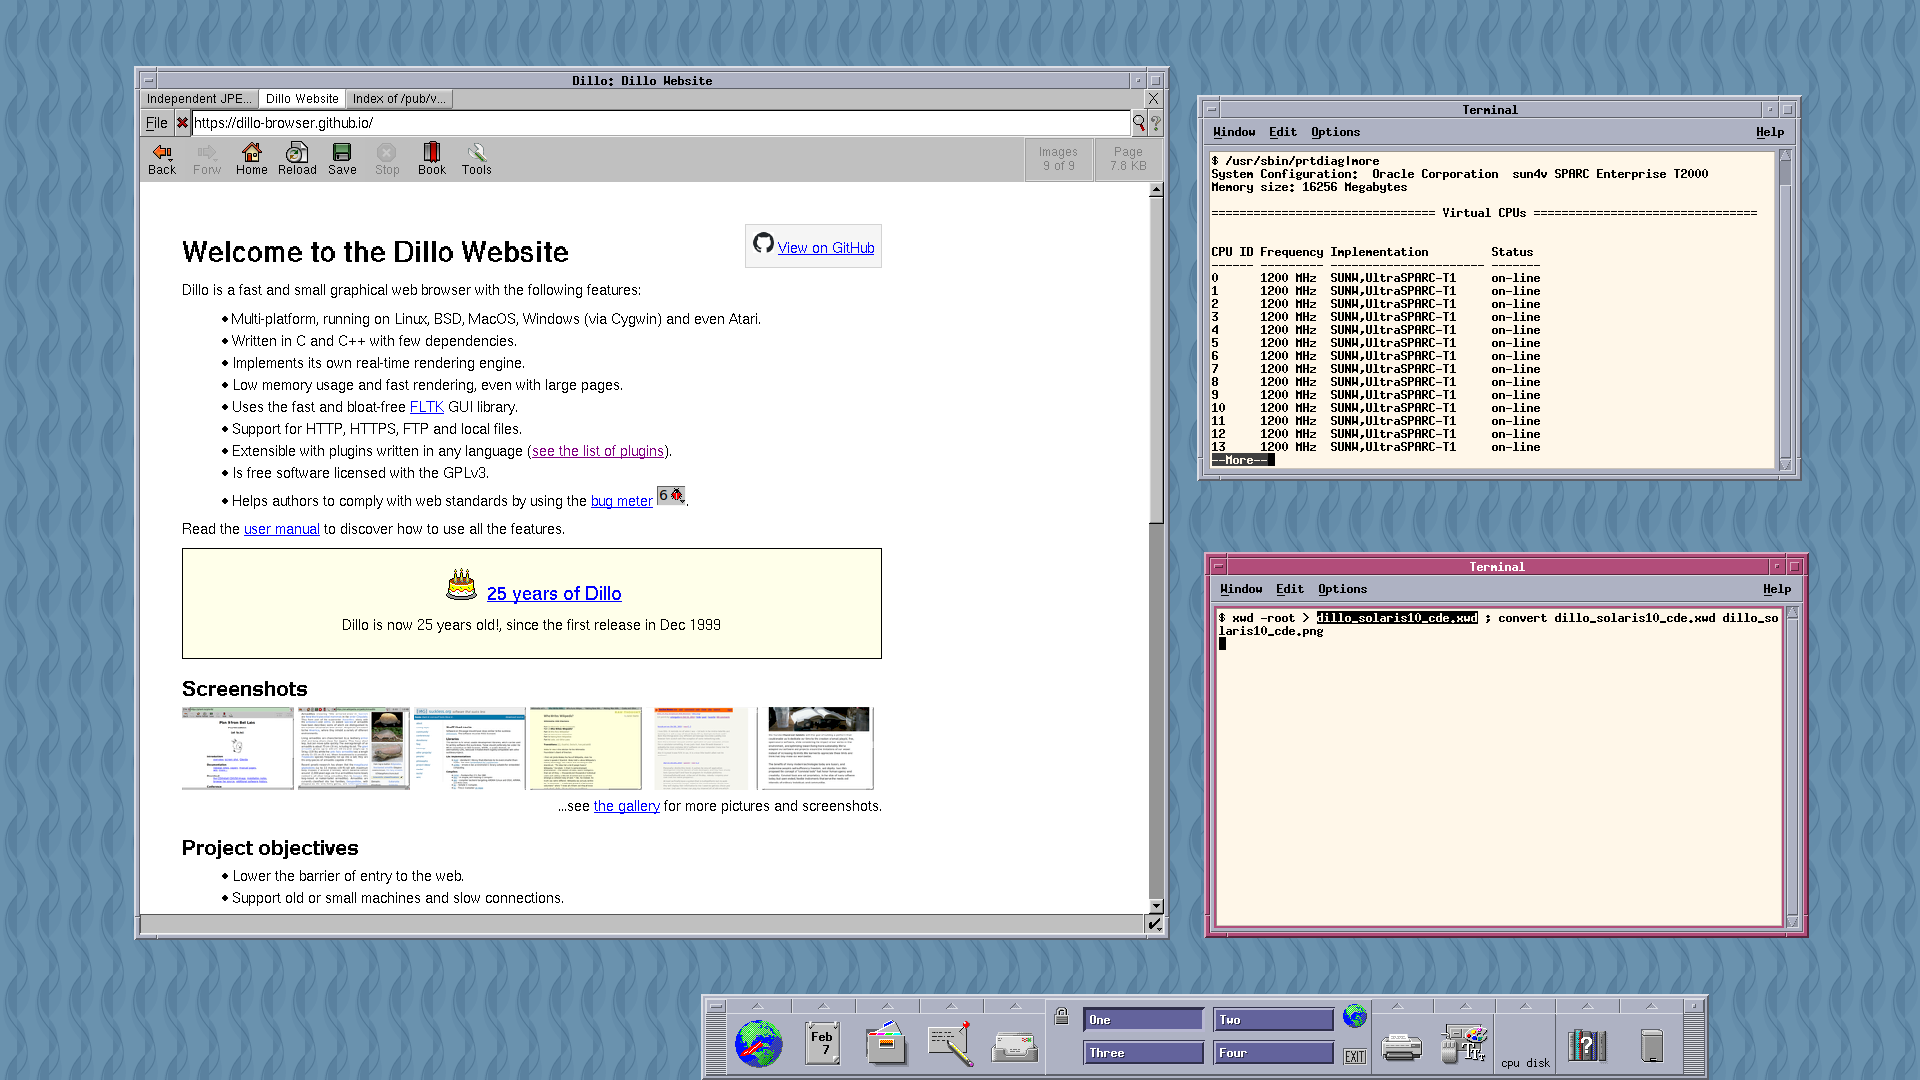 Dillo: Dillo Website
Independent JPE... Dillo Website Index of /pub/v...
File https://dillo-browser.github.io/
Back Forw Home Reload Save Stop Book Tools
Images 9 of 9
Page 7.8 KB
Welcome to the Dillo Website
View on GitHub
Dillo is a fast and small graphical web browser with the following features:
Multi-platform, running on Linux, BSD, MacOS, Windows (via Cygwin) and even Atari.
Written in C and C++ with few dependencies.
Implements its own real-time rendering engine.
Low memory usage and fast rendering, even with large pages.
Uses the fast and bloat-free FLTK GUI library.
Support for HTTP, HTTPS, FTP and local files.
Extensible with plugins written in any language (see the list of plugins).
Is free software licensed with the GPLv3.
Helps authors to comply with web standards by using the bug meter 6.
Read the user manual to discover how to use all the features.
25 years of Dillo
Dillo is now 25 years old!, since the first release in Dec 1999
Screenshots
...see the gallery for more pictures and screenshots.
Project objectives
Lower the barrier of entry to the web.
Support old or small machines and slow connections.
Terminal
Window Edit Options Help
$ /usr/sbin/prtdiag|more
System Configuration:  Oracle Corporation  sun4v SPARC Enterprise T2000
Memory size: 16256 Megabytes
================================ Virtual CPUs ================================
CPU ID Frequency Implementation         Status
------ --------- ---------------------- -------
0      1200 MHz  SUNW,UltraSPARC-T1     on-line
1      1200 MHz  SUNW,UltraSPARC-T1     on-line
2      1200 MHz  SUNW,UltraSPARC-T1     on-line
3      1200 MHz  SUNW,UltraSPARC-T1     on-line
4      1200 MHz  SUNW,UltraSPARC-T1     on-line
5      1200 MHz  SUNW,UltraSPARC-T1     on-line
6      1200 MHz  SUNW,UltraSPARC-T1     on-line
7      1200 MHz  SUNW,UltraSPARC-T1     on-line
8      1200 MHz  SUNW,UltraSPARC-T1     on-line
9      1200 MHz  SUNW,UltraSPARC-T1     on-line
10     1200 MHz  SUNW,UltraSPARC-T1     on-line
11     1200 MHz  SUNW,UltraSPARC-T1     on-line
12     1200 MHz  SUNW,UltraSPARC-T1     on-line
13     1200 MHz  SUNW,UltraSPARC-T1     on-line
--More--
Terminal
Window Edit Options Help
$ xwd -root > dillo_solaris10_cde.xwd ; convert dillo_solaris10_cde.xwd dillo_so
laris10_cde.png
Feb 7
One Two
Three Four
EXIT
cpu disk